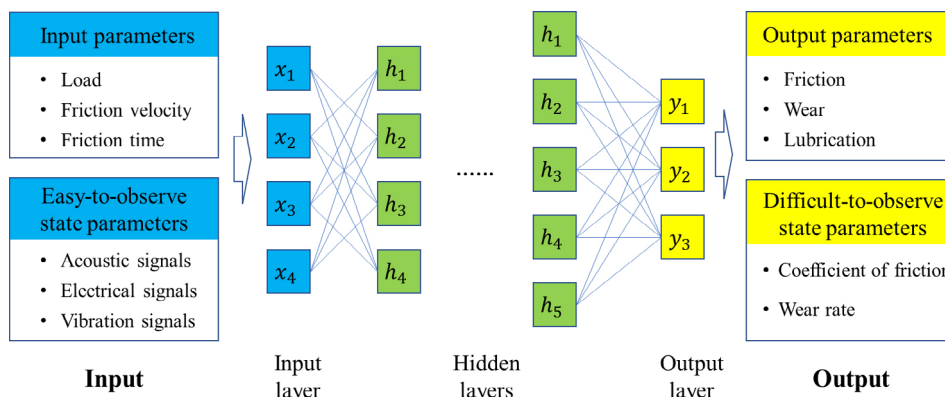 Input parameters
• Load
• Friction velocity
• Friction time
Easy-to-observe
state parameters
• Acoustic signals
• Electrical signals
• Vibration signals
Input
x₁
x₂
x₃
x₄
Input
layer
h₁
h₂
h₃
h₄
......
Hidden
layers
h₁
h₂
h₃
h₄
h₅
y₁
y₂
y₃
Output
layer
Output parameters
• Friction
• Wear
• Lubrication
Difficult-to-observe
state parameters
• Coefficient of friction
• Wear rate
Output